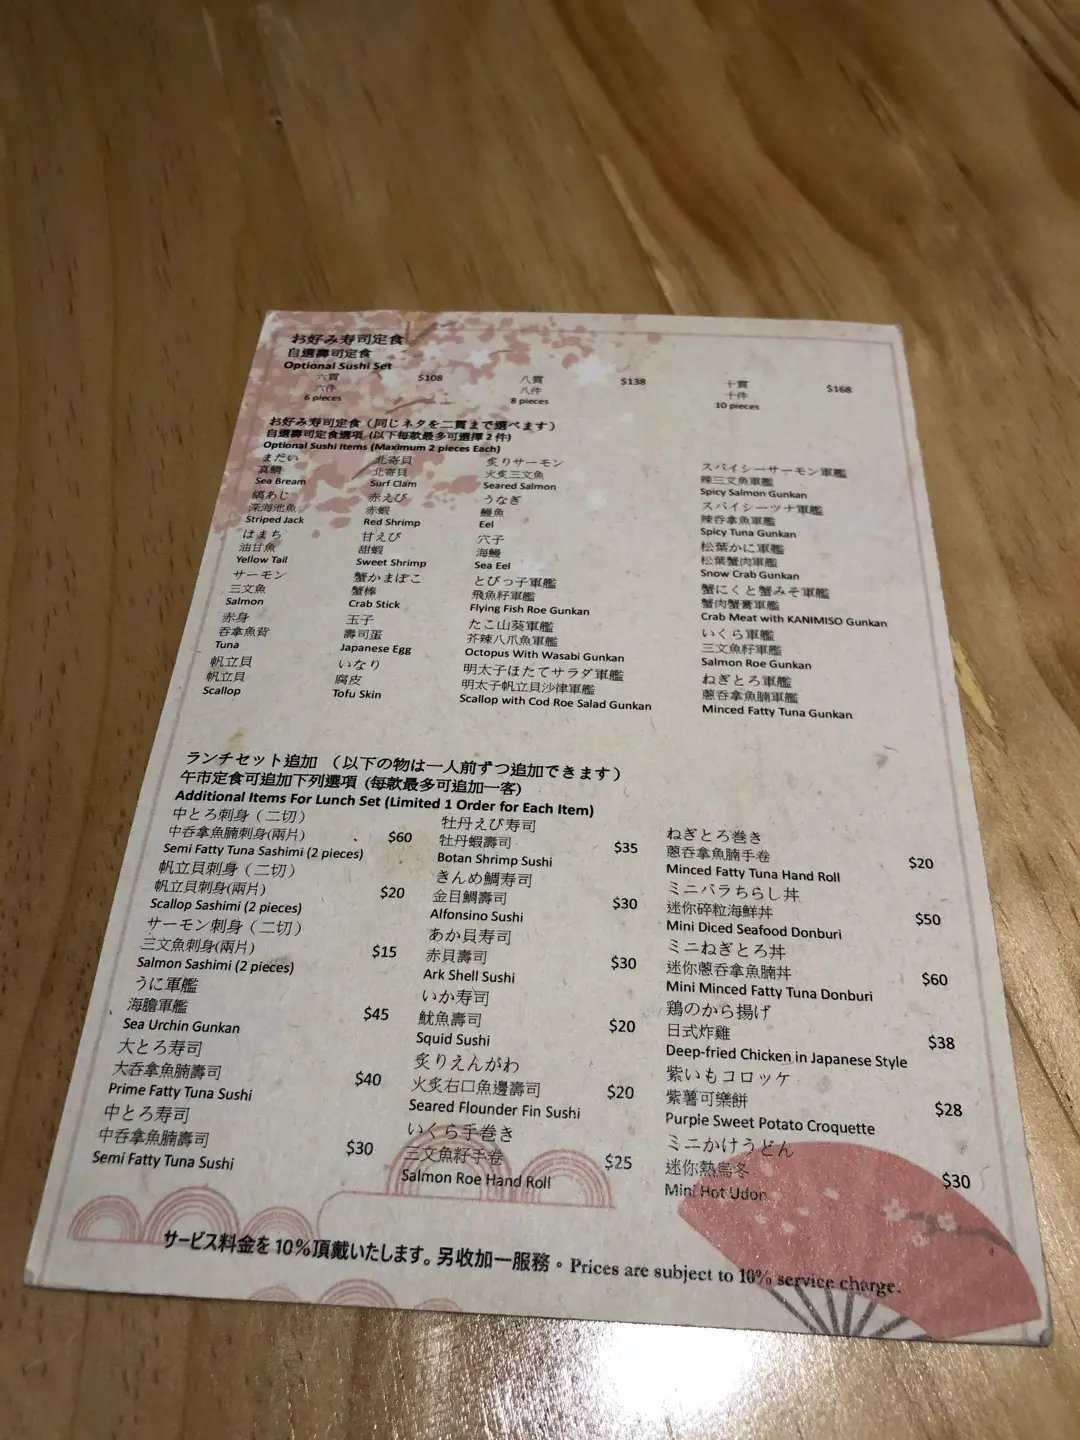 お好み寿司定食
自選壽司定食
Optional Sushi Set
六貫 $108
六件
6 pieces
八貫 $138
八件
8 pieces
十貫 $168
十件
10 pieces
お好み寿司定食（同じネタを二貫まで選べます）
自選壽司定食選項 (以下每款最多可選擇 2 件)
Optional Sushi Items (Maximum 2 pieces Each)
まだい
真鯛
Sea Bream
縞あじ
深海池魚
Striped Jack
はまち
油甘魚
Yellow Tail
サーモン
三文魚
Salmon
赤身
吞拿魚背
Tuna
帆立貝
帆立貝
Scallop
北寄貝
北寄貝
Surf Clam
赤えび
赤蝦
Red Shrimp
甘えび
甜蝦
Sweet Shrimp
蟹かまぼこ
蟹棒
Crab Stick
玉子
壽司蛋
Japanese Egg
いなり
腐皮
Tofu Skin
炙りサーモン
火炙三文魚
Seared Salmon
うなぎ
鰻魚
Eel
穴子
海鰻
Sea Eel
とびっ子軍艦
飛魚籽軍艦
Flying Fish Roe Gunkan
たこ山葵軍艦
芥辣八爪魚軍艦
Octopus With Wasabi Gunkan
明太子ほたてサラダ軍艦
明太子帆立貝沙律軍艦
Scallop with Cod Roe Salad Gunkan
スパイシーサーモン軍艦
辣三文魚軍艦
Spicy Salmon Gunkan
スパイシーツナ軍艦
辣吞拿魚軍艦
Spicy Tuna Gunkan
松葉かに軍艦
松葉蟹肉軍艦
Snow Crab Gunkan
蟹にくと蟹みそ軍艦
蟹肉蟹膏軍艦
Crab Meat with KANIMISO Gunkan
いくら軍艦
三文魚籽軍艦
Salmon Roe Gunkan
ねぎとろ軍艦
蔥吞拿魚腩軍艦
Minced Fatty Tuna Gunkan
ランチセット追加 （以下の物は一人前ずつ追加できます）
午市定食可追加下列選項 (每款最多可追加一客)
Additional Items For Lunch Set (Limited 1 Order for Each Item)
中とろ刺身（二切）
中吞拿魚腩刺身(兩片) $60
Semi Fatty Tuna Sashimi (2 pieces)
帆立貝刺身（二切）
帆立貝刺身(兩片) $20
Scallop Sashimi (2 pieces)
サーモン刺身（二切）
三文魚刺身(兩片) $15
Salmon Sashimi (2 pieces)
うに軍艦
海膽軍艦 $45
Sea Urchin Gunkan
大とろ寿司
大吞拿魚腩壽司 $40
Prime Fatty Tuna Sushi
中とろ寿司
中吞拿魚腩壽司 $30
Semi Fatty Tuna Sushi
牡丹えび寿司
牡丹蝦壽司 $35
Botan Shrimp Sushi
きんめ鯛寿司
金目鯛壽司 $30
Alfonsino Sushi
あか貝寿司
赤貝壽司 $30
Ark Shell Sushi
いか寿司
魷魚壽司 $20
Squid Sushi
炙りえんがわ
火炙右口魚邊壽司 $20
Seared Flounder Fin Sushi
いくら手巻き
三文魚籽手卷 $25
Salmon Roe Hand Roll
ねぎとろ巻き
蔥吞拿魚腩手卷 $20
Minced Fatty Tuna Hand Roll
ミニバラちらし丼
迷你碎粒海鮮丼 $50
Mini Diced Seafood Donburi
ミニねぎとろ丼
迷你蔥吞拿魚腩丼 $60
Mini Minced Fatty Tuna Donburi
鶏のから揚げ
日式炸雞 $38
Deep-fried Chicken in Japanese Style
紫いもコロッケ
紫薯可樂餅 $28
Purple Sweet Potato Croquette
ミニかけうどん
迷你熱烏冬 $30
Mini Hot Udon
サービス料金を 10%頂戴いたします。另收加一服務。Prices are subject to 10% service charge.